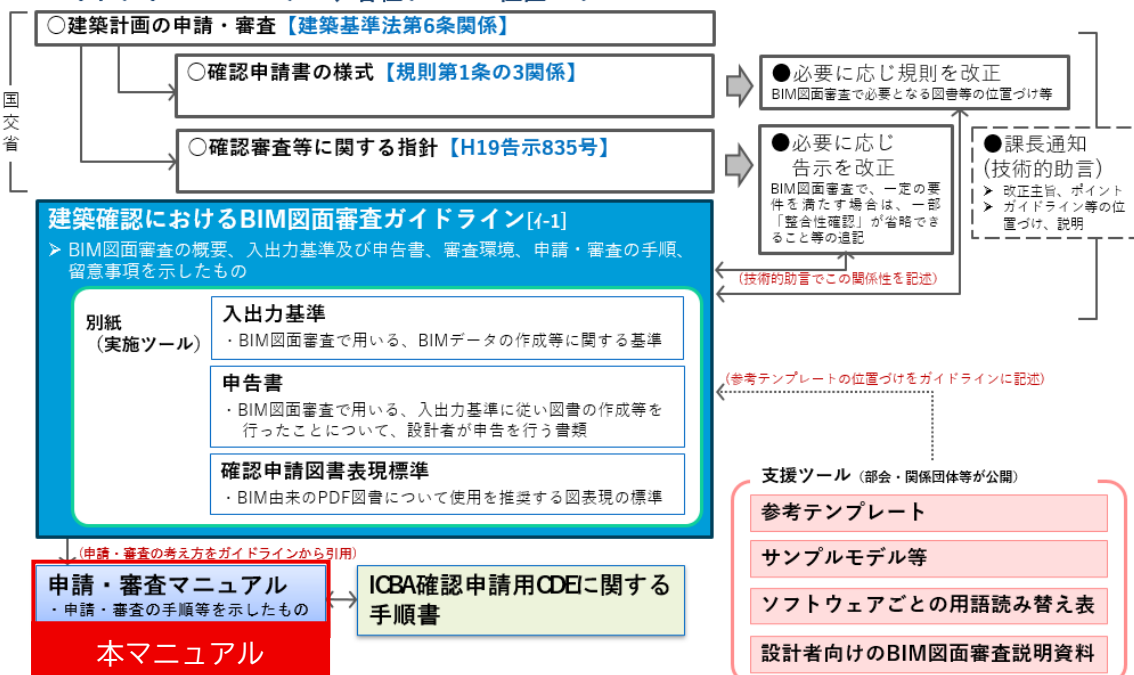 ○建築計画の申請・審査【建築基準法第6条関係】
○確認申請書の様式【規則第1条の3関係】
●必要に応じ規則を改正
BIM図面審査で必要となる図書等の位置づけ等
国交省
○確認審査等に関する指針【H19告示835号】
●必要に応じ
告示を改正
BIM図面審査で、一定の要
件を満たす場合は、一部
「整合性確認」が省略でき
ること等の追記
●課長通知
(技術的助言)
➢ 改正主旨、ポイント
➢ ガイドライン等の位
置づけ、説明
建築確認におけるBIM図面審査ガイドライン[ｲ-1]
➢ BIM図面審査の概要、入出力基準及び申告書、審査環境、申請・審査の手順、
留意事項を示したもの
(技術的助言でこの関係性を記述)
別紙
（実施ツール）
入出力基準
・BIM図面審査で用いる、BIMデータの作成等に関する基準
申告書
・BIM図面審査で用いる、入出力基準に従い図書の作成等を
行ったことについて、設計者が申告を行う書類
確認申請図書表現標準
・BIM由来のPDF図書について使用を推奨する図表現の標準
(参考テンプレートの位置づけをガイドラインに記述)
支援ツール（部会・関係団体等が公開）
参考テンプレート
サンプルモデル等
ソフトウェアごとの用語読み替え表
設計者向けのBIM図面審査説明資料
(申請・審査の考え方をガイドラインから引用)
申請・審査マニュアル
・申請・審査の手順等を示したもの
本マニュアル
ICBA確認申請用CDEに関する
手順書